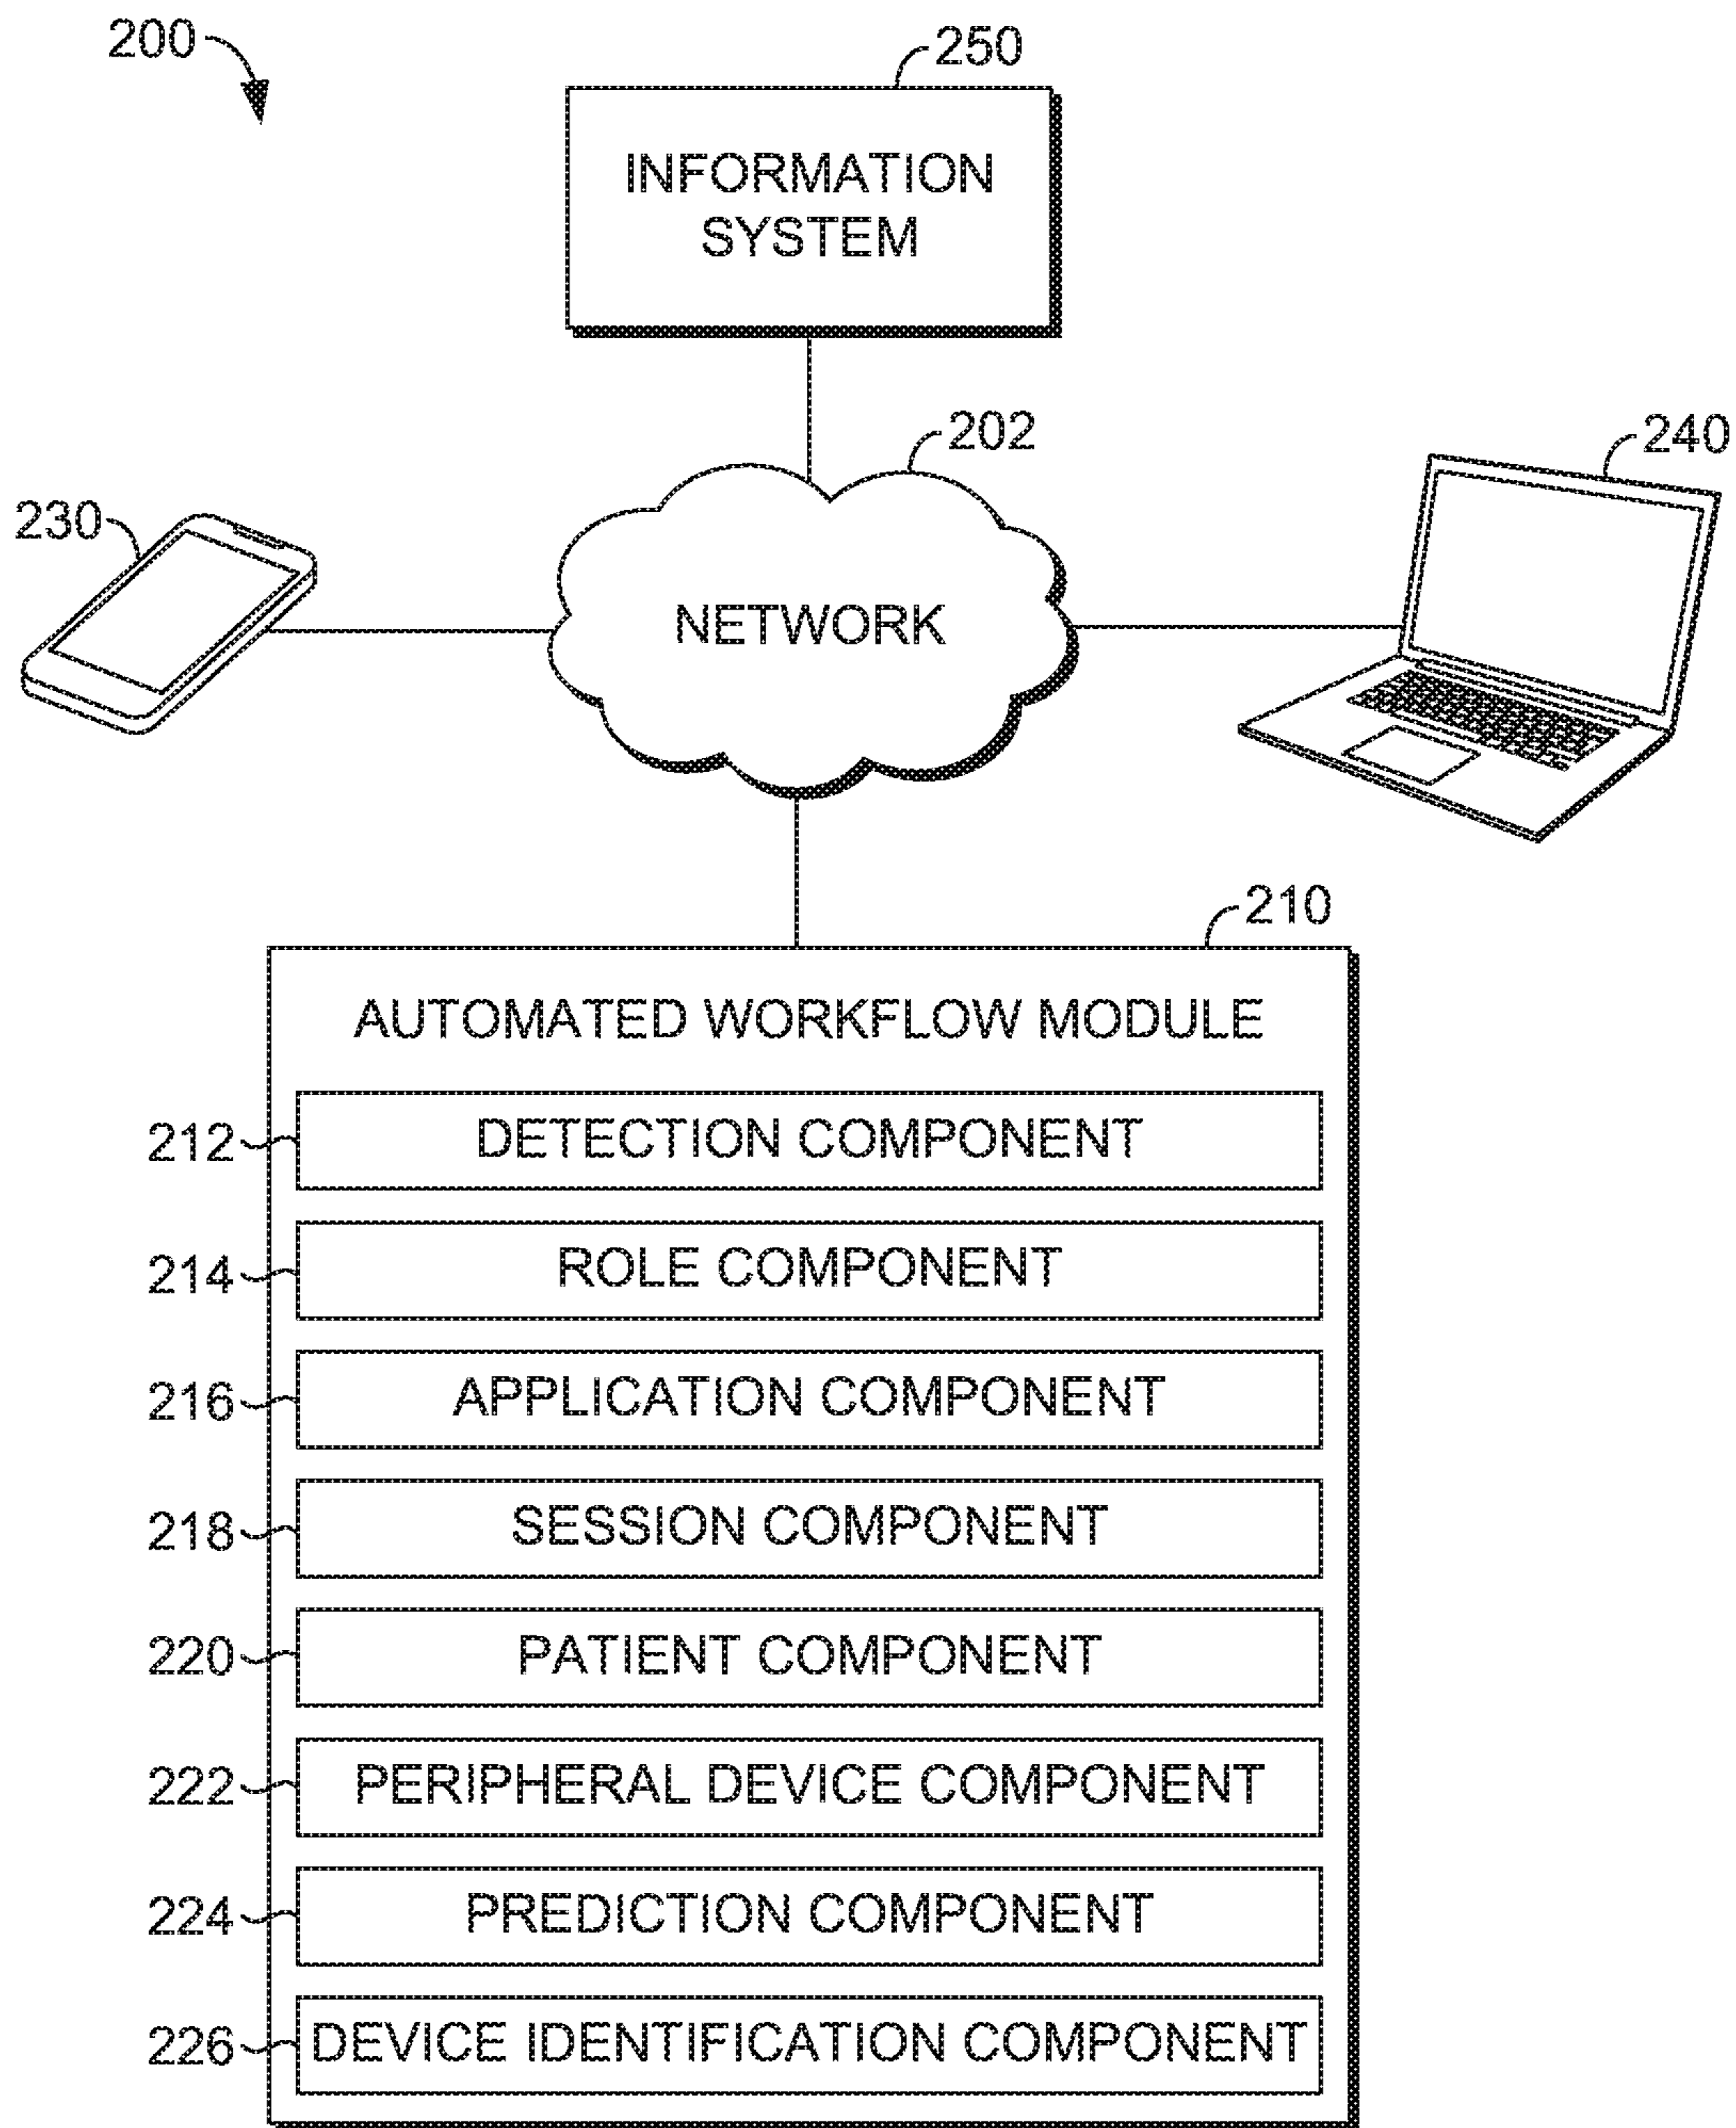 200
250
INFORMATION
SYSTEM
202
240
230
NETWORK
210
AUTOMATED WORKFLOW MODULE
212 DETECTION COMPONENT
214 ROLE COMPONENT
216 APPLICATION COMPONENT
218 SESSION COMPONENT
220 PATIENT COMPONENT
222 PERIPHERAL DEVICE COMPONENT
224 PREDICTION COMPONENT
226 DEVICE IDENTIFICATION COMPONENT